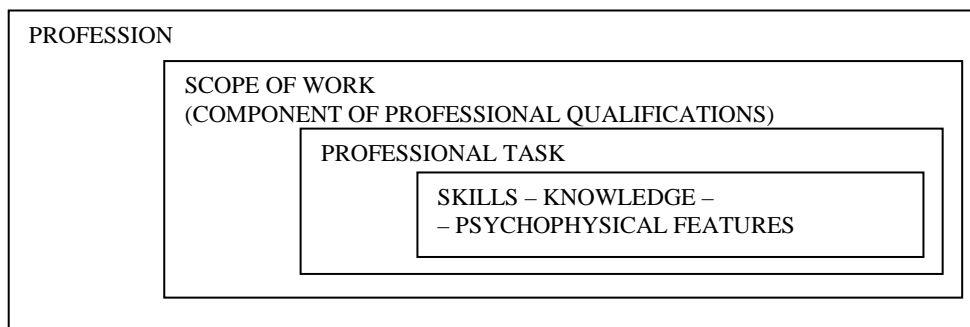 PROFESSION
SCOPE OF WORK
(COMPONENT OF PROFESSIONAL QUALIFICATIONS)
PROFESSIONAL TASK
SKILLS – KNOWLEDGE –
– PSYCHOPHYSICAL FEATURES